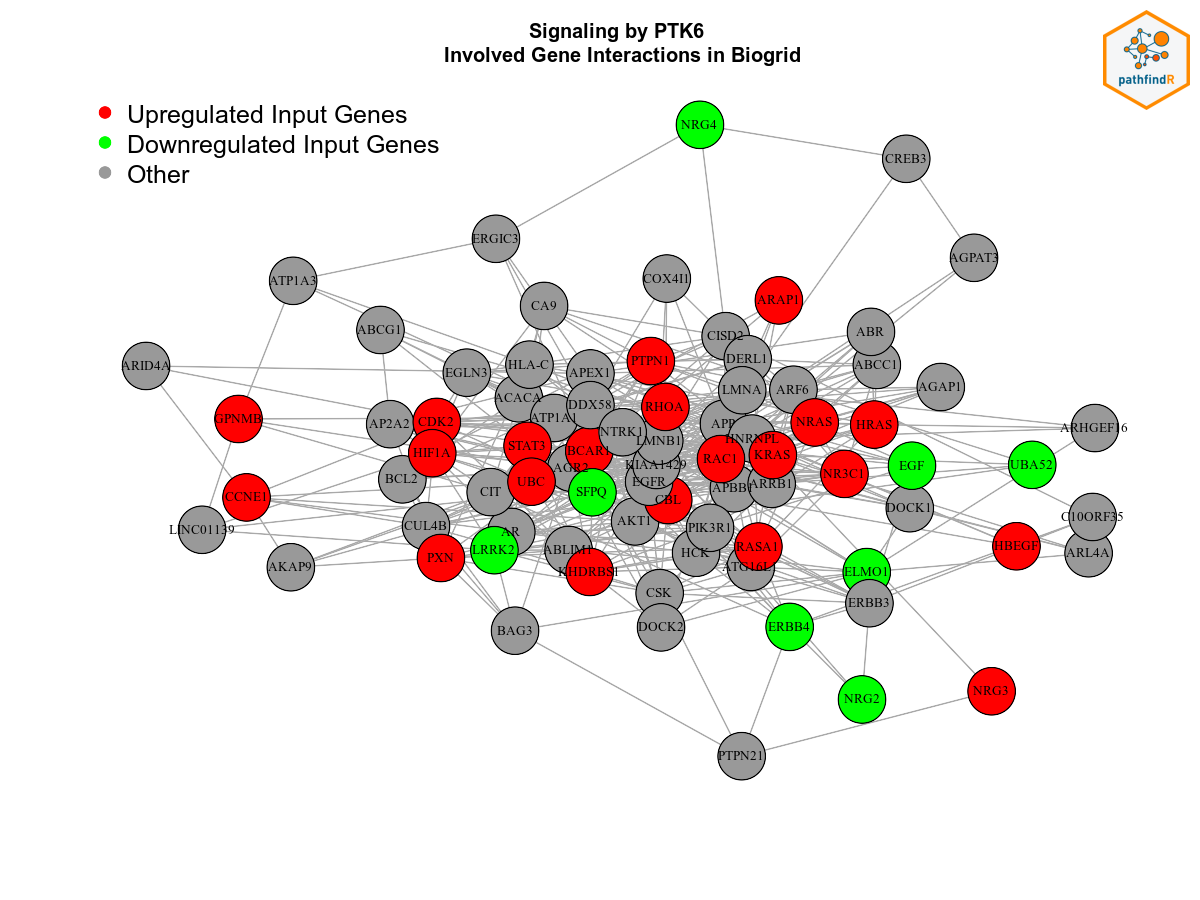 Signaling by PTK6
Involved Gene Interactions in Biogrid
pathfindR
Upregulated Input Genes
Downregulated Input Genes
Other
NRG4
CREB3
ERGIC3
AGPAT3
ATP1A3
COX4I1
ARAP1
CA9
ABCG1
CISD2
ABR
DERL1
PTPN1
ARID4A
HLA-C
ABCC1
EGLN3
APEX1
AGAP1
LMNA
ARF6
ACACA
DDX58
RHOA
GPNMB
ATP1A1
CDK2
AP2A2
APP
NRAS
HRAS
ARHGEF16
NTRK1
HNRNPL
LMNB1
STAT3
HIF1A
BCAR1
RAC1
KRAS
KIAA1429
EGF
UBA52
AGR2
NR3C1
BCL2
UBC
EGFR
ARRB1
APBB1
CIT
SFPQ
CCNE1
CBL
DOCK1
C10ORF35
AKT1
PIK3R1
CUL4B
LINC01139
AR
RASA1
HBEGF
LRRK2
ABLIM1
HCK
ARL4A
PXN
AKAP9
ATG16L1
KHDRBS1
ELMO1
CSK
ERBB3
DOCK2
ERBB4
BAG3
NRG3
NRG2
PTPN21